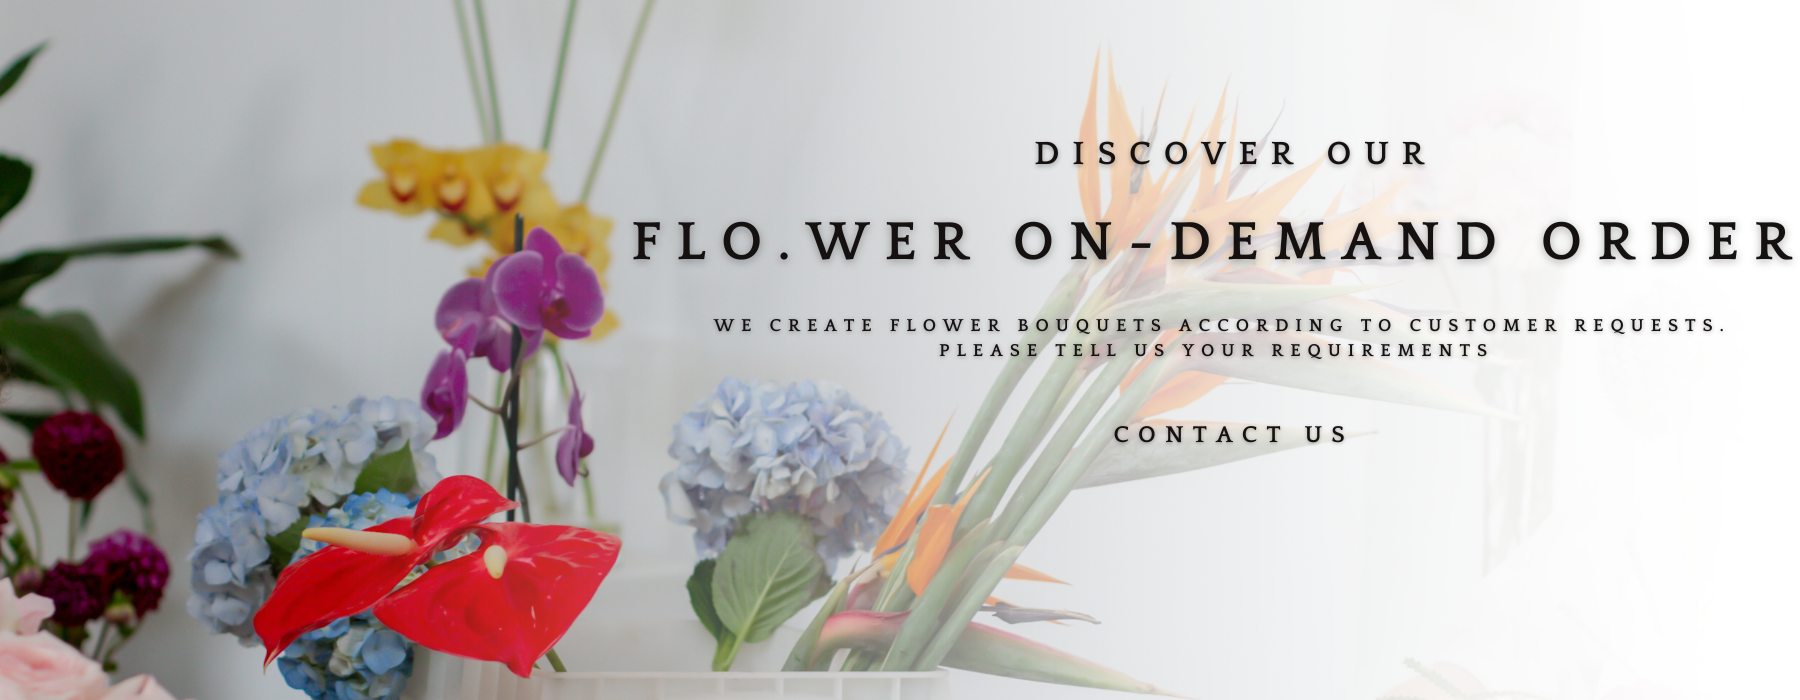 DISCOVER OUR
FLO.WER ON-DEMAND ORDER
WE CREATE FLOWER BOUQUETS ACCORDING TO CUSTOMER REQUESTS.
PLEASE TELL US YOUR REQUIREMENTS
CONTACT US